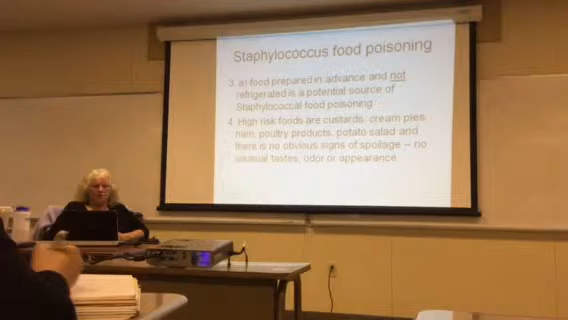 Staphylococcus food poisoning
3. a) food prepared in advance and not
refrigerated is a potential source of
Staphylococcal food poisoning
4. High risk foods are custards, cream pies
ham, poultry products, potato salad and
there is no obvious signs of spoilage – no
unusual tastes, odor or appearance